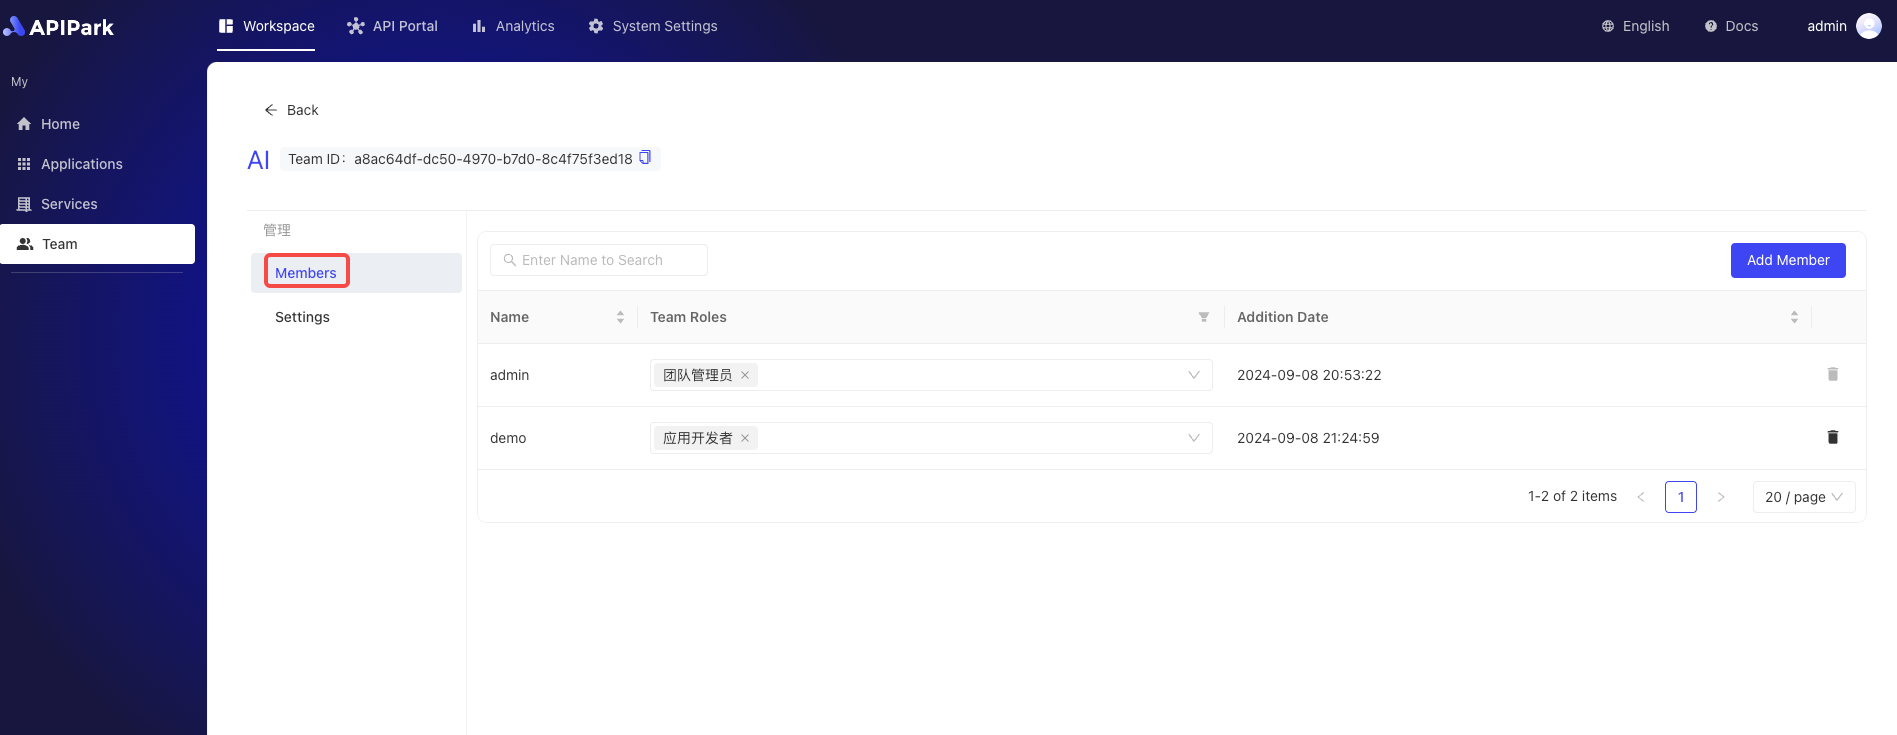 APIPark
Workspace
API Portal
Analytics
System Settings
English
Docs
admin
My
Home
Applications
Services
Team
Back
AI
Team ID：a8ac64df-dc50-4970-b7d0-8c4f75f3ed18
管理
Members
Settings
Enter Name to Search
Add Member
Name Team Roles Addition Date
admin 团队管理员 2024-09-08 20:53:22
demo 应用开发者 2024-09-08 21:24:59
1-2 of 2 items 1 20 / page